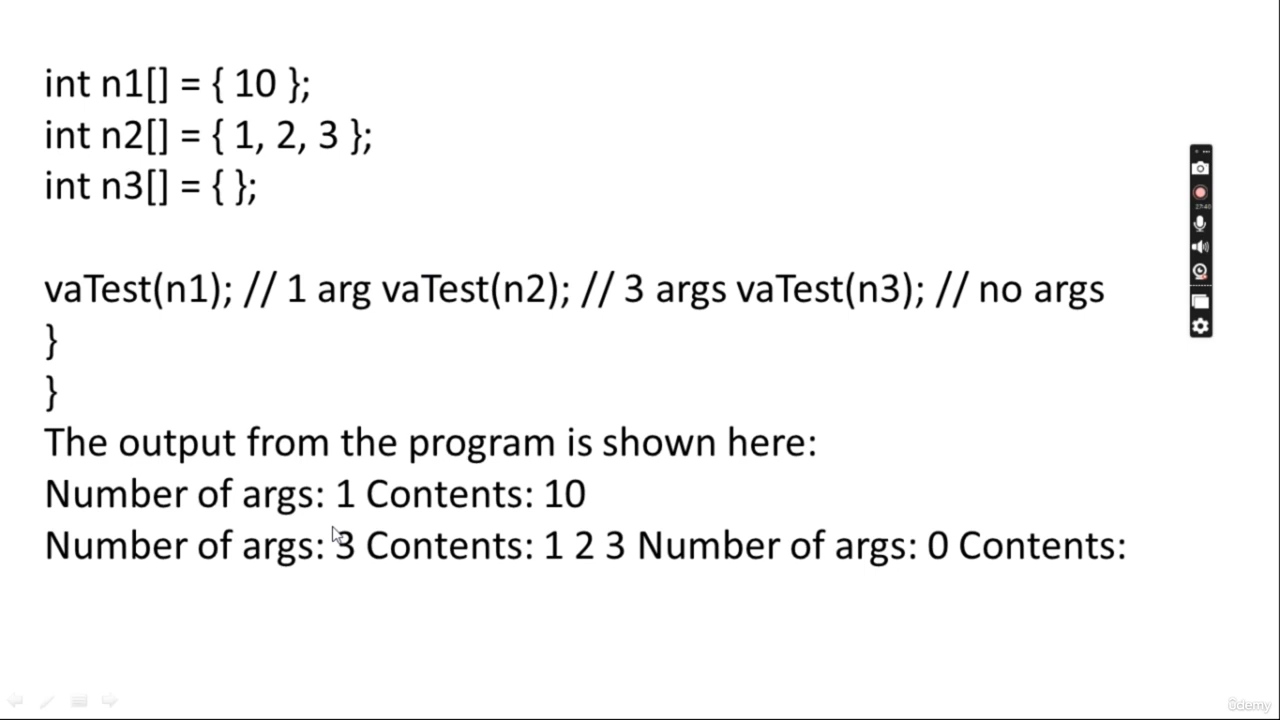 int n1[] = { 10 };
int n2[] = { 1, 2, 3 };
int n3[] = { };
vaTest(n1); // 1 arg vaTest(n2); // 3 args vaTest(n3); // no args
}
}
The output from the program is shown here:
Number of args: 1 Contents: 10
Number of args: 3 Contents: 1 2 3 Number of args: 0 Contents:
ûdemy